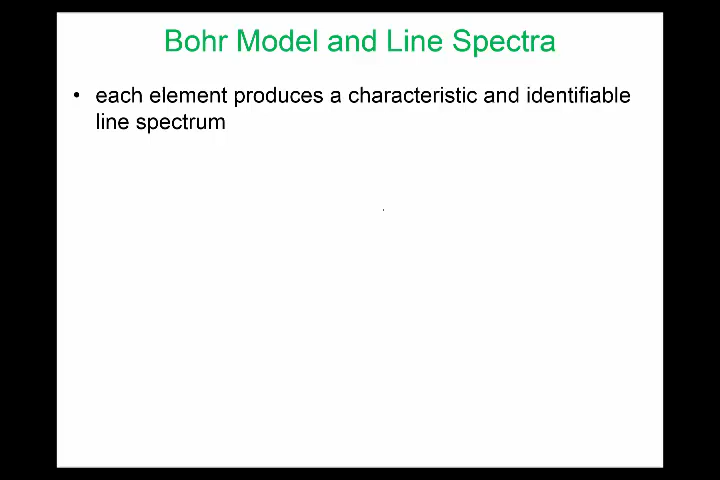 Bohr Model and Line Spectra
• each element produces a characteristic and identifiable
line spectrum